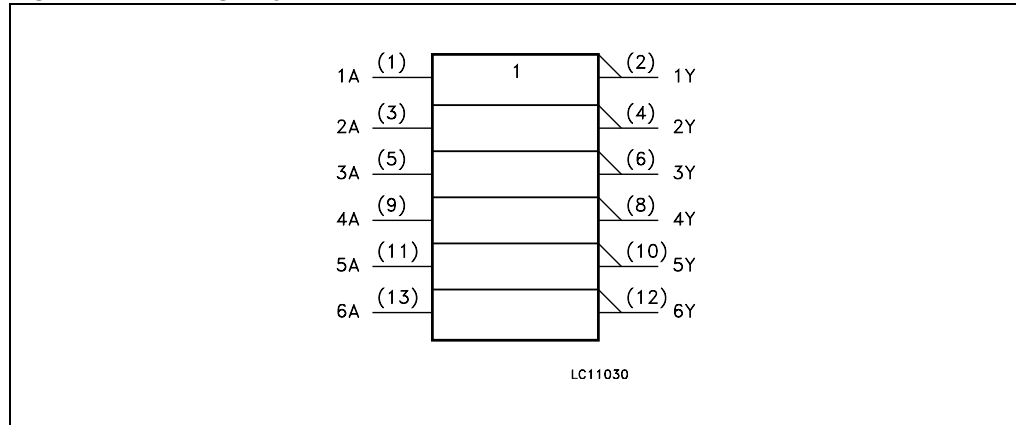 1A (1) 1 (2) 1Y
2A (3) (4) 2Y
3A (5) (6) 3Y
4A (9) (8) 4Y
5A (11) (10) 5Y
6A (13) (12) 6Y
LC11030